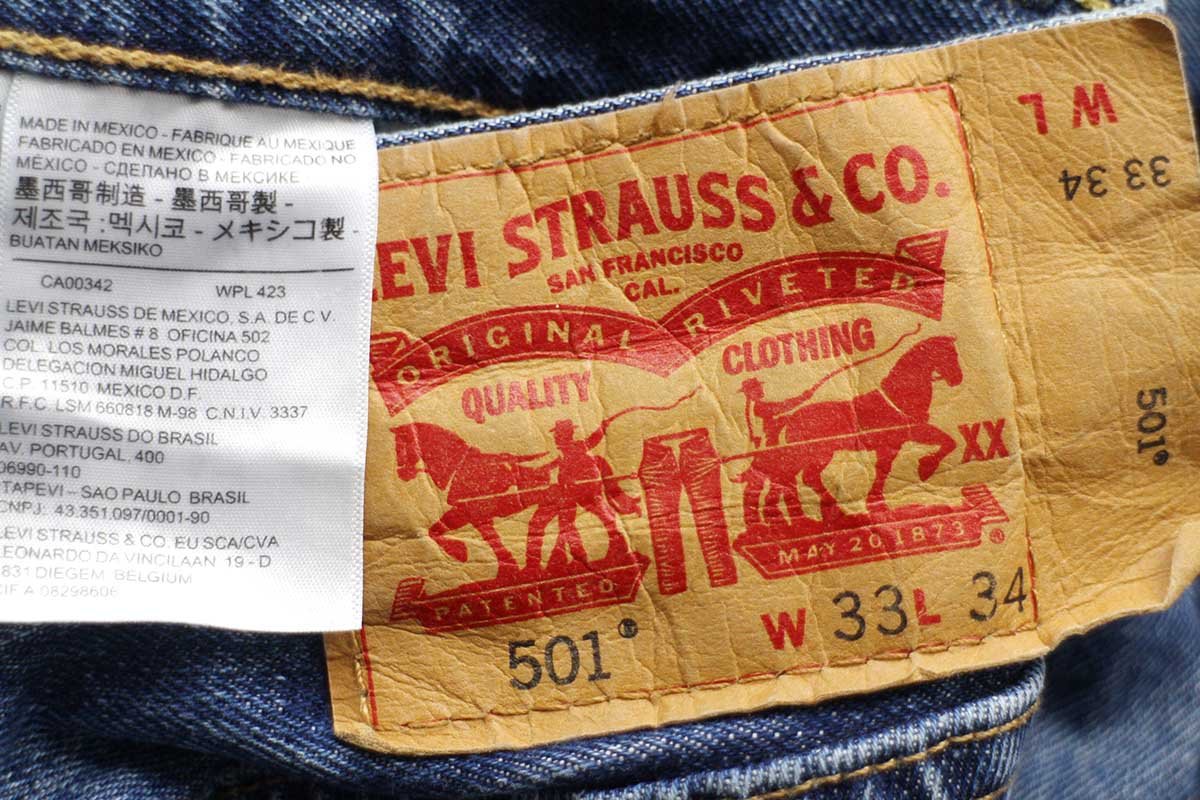 MADE IN MEXICO - FABRIQUE AU MEXIQUE
FABRICADO EN MEXICO - FABRICADO NO
MÉXICO - СДЕЛАНО В МЕКСИКЕ
墨西哥制造 - 墨西哥製 -
제조국 :멕시코 - メキシコ製 -
BUATAN MEKSIKO
CA00342 WPL 423
LEVI STRAUSS DE MEXICO, S.A. DE C V.
JAIME BALMES # 8 OFICINA 502
COL. LOS MORALES POLANCO
DELEGACION MIGUEL HIDALGO
C.P. 11510 MEXICO D.F.
R.F.C. LSM 660818 M-98 C.N.I.V. 3337
LEVI STRAUSS DO BRASIL
AV. PORTUGAL, 400
06990-110
ITAPEVI – SAO PAULO BRASIL
CNPJ: 43.351.097/0001-90
LEVI STRAUSS & CO. EU SCA/CVA
LEONARDO DA VINCILAAN 19 - D
1831 DIEGEM BELGIUM
CIF A 08298606
LEVI STRAUSS & CO.
SAN FRANCISCO
CAL.
ORIGINAL RIVETED
QUALITY CLOTHING
XX
PATENTED MAY 20 1873 ®
501® W 33 L 34
W L
33 34
501®